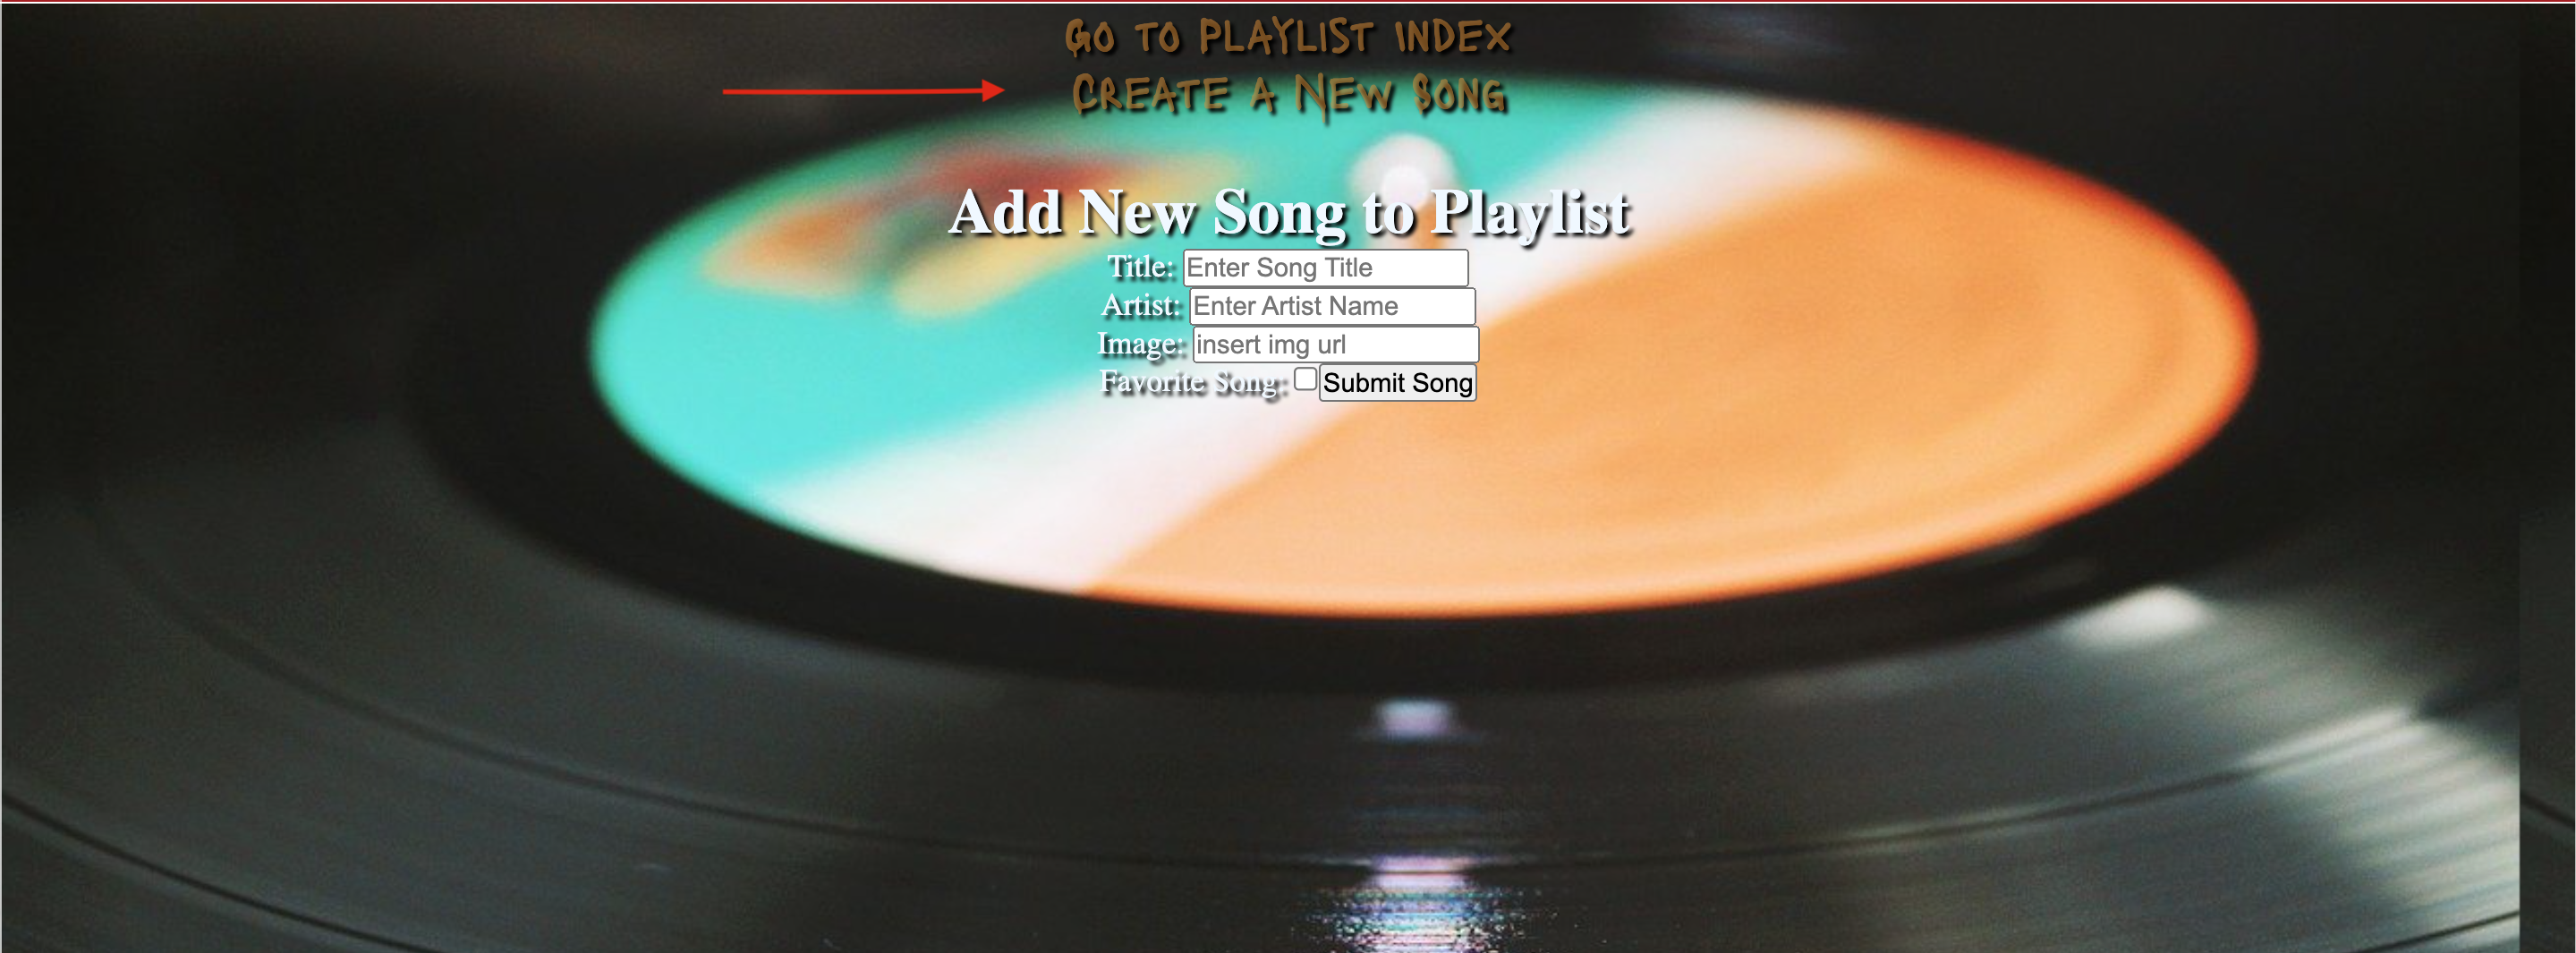 Go to Playlist Index
Create a New Song
Add New Song to Playlist
Title: Enter Song Title
Artist: Enter Artist Name
Image: insert img url
Favorite Song: Submit Song